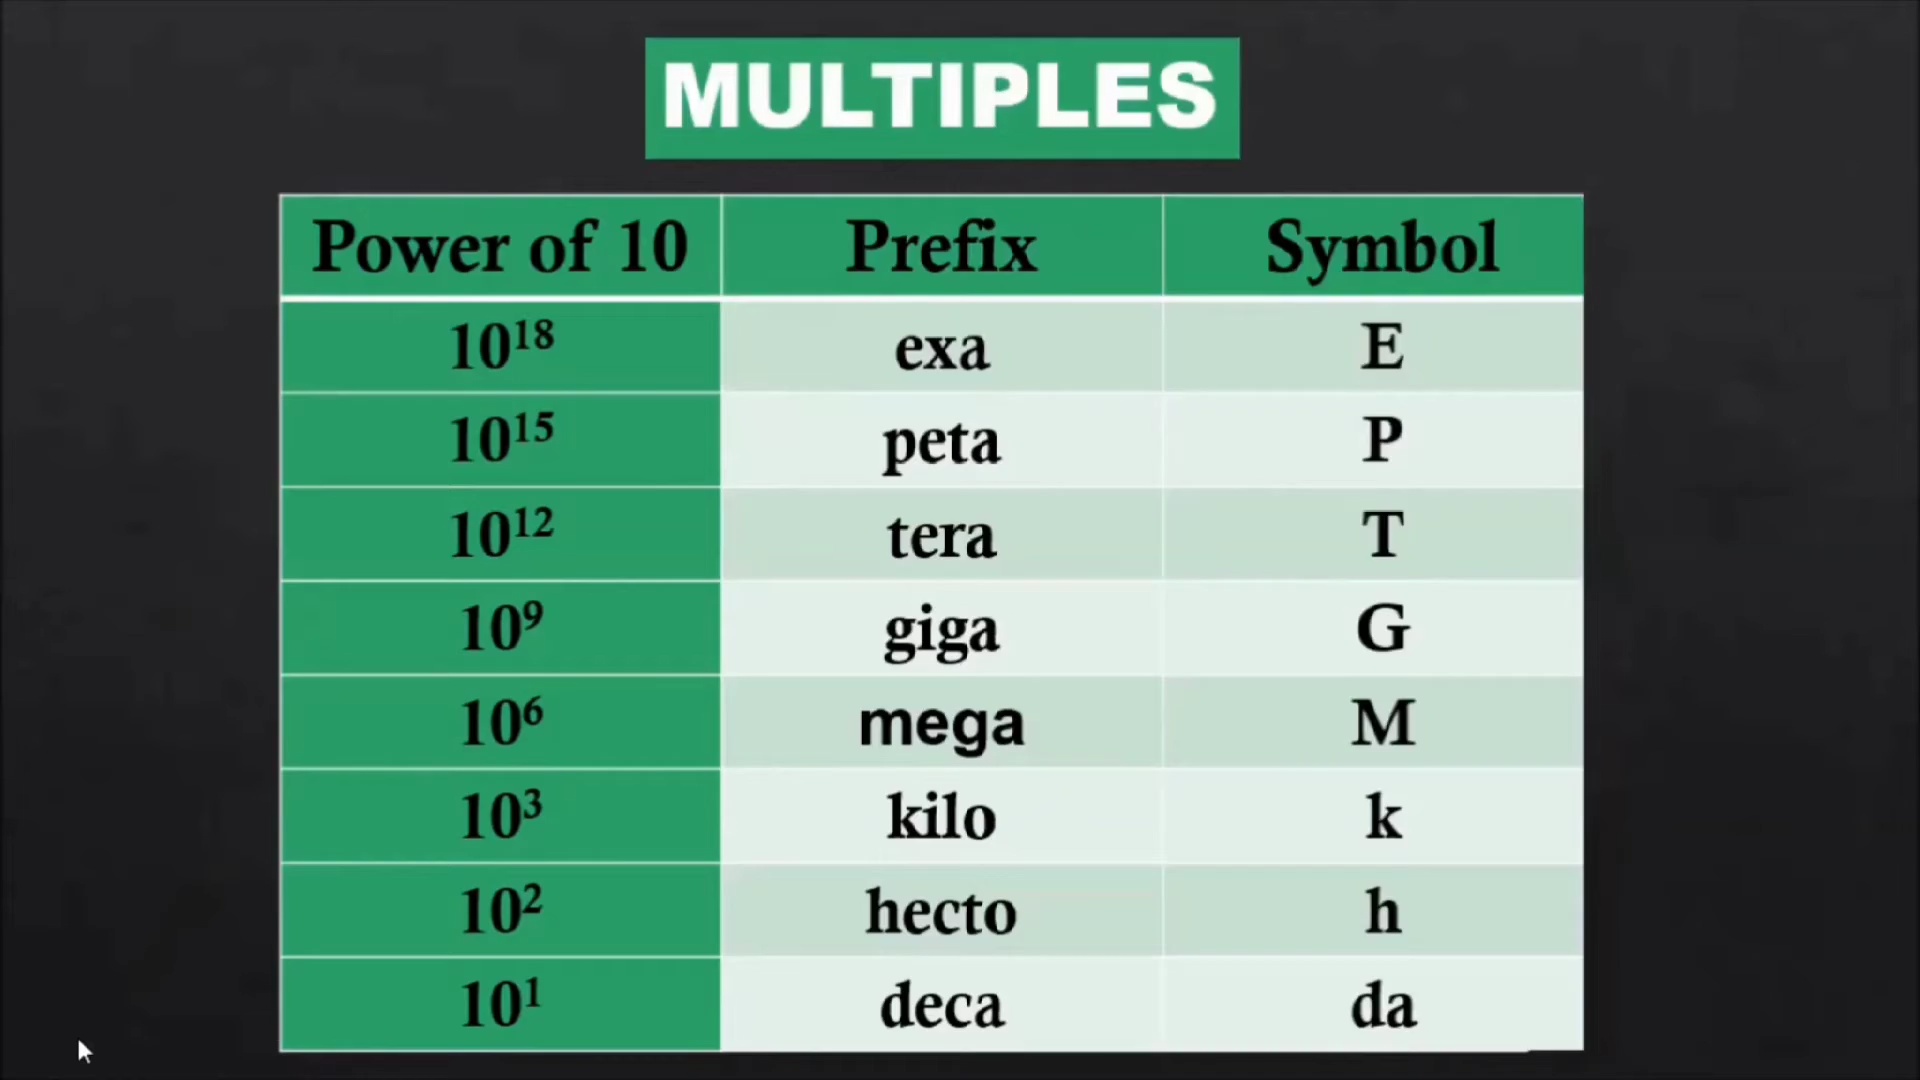 MULTIPLES
Power of 10 Prefix Symbol
10¹⁸ exa E
10¹⁵ peta P
10¹² tera T
10⁹ giga G
10⁶ mega M
10³ kilo k
10² hecto h
10¹ deca da